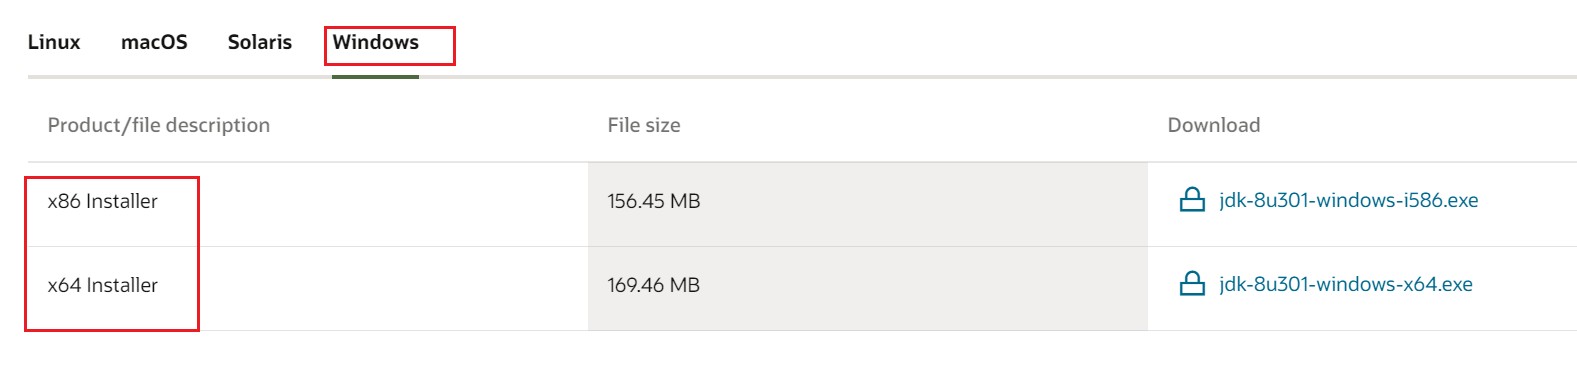 Linux macOS Solaris Windows
Product/file description File size Download
x86 Installer 156.45 MB jdk-8u301-windows-i586.exe
x64 Installer 169.46 MB jdk-8u301-windows-x64.exe